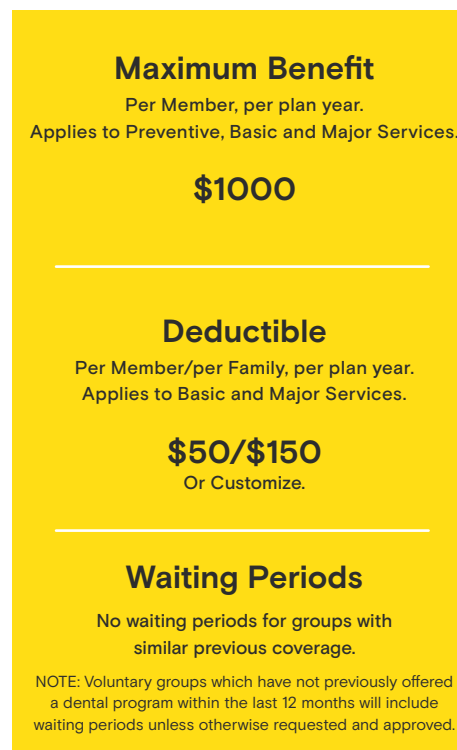 Maximum Benefit
Per Member, per plan year.
Applies to Preventive, Basic and Major Services.
$1000
Deductible
Per Member/per Family, per plan year.
Applies to Basic and Major Services.
$50/$150
Or Customize.
Waiting Periods
No waiting periods for groups with
similar previous coverage.
NOTE: Voluntary groups which have not previously offered
a dental program within the last 12 months will include
waiting periods unless otherwise requested and approved.